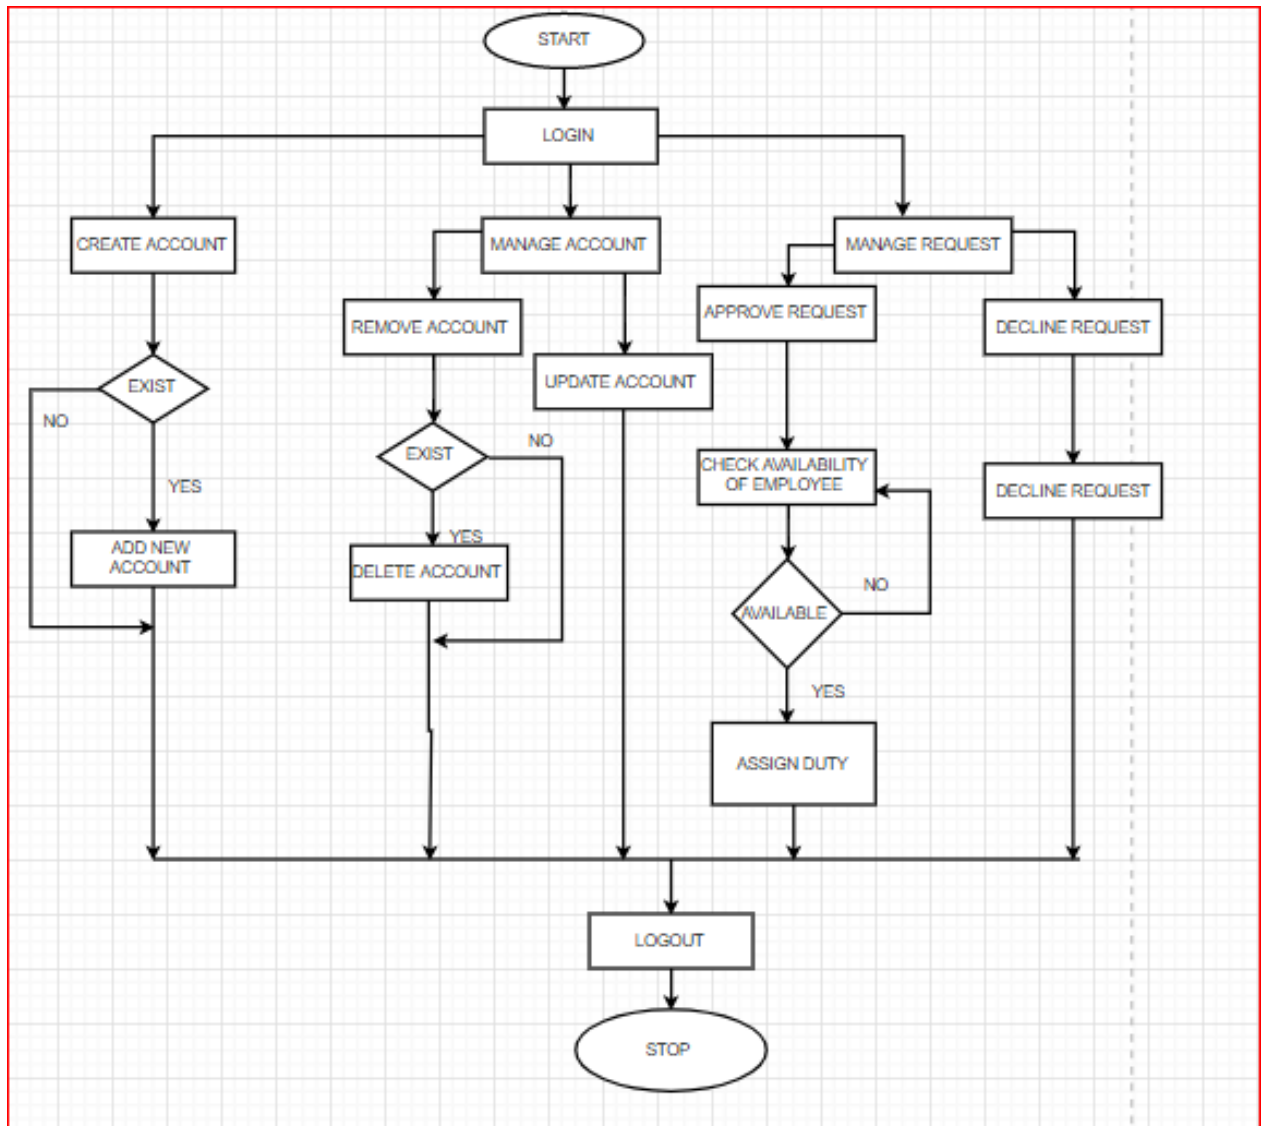 START
LOGIN
CREATE ACCOUNT
MANAGE ACCOUNT
MANAGE REQUEST
REMOVE ACCOUNT
APPROVE REQUEST
DECLINE REQUEST
UPDATE ACCOUNT
EXIST
NO
YES
EXIST
NO
YES
CHECK AVAILABILITY
OF EMPLOYEE
DECLINE REQUEST
ADD NEW
ACCOUNT
DELETE ACCOUNT
AVAILABLE
NO
YES
ASSIGN DUTY
LOGOUT
STOP